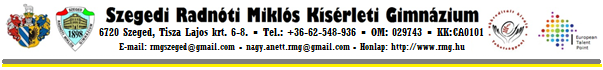 Szegedi Radnóti Miklós Kísérleti Gimnázium
6720 Szeged, Tisza Lajos krt. 6-8. ▪ Tel.: +36-62-548-936 ▪ OM: 029743 ▪ KK:CA0101
E-mail: rmgszeged@gmail.com - nagy.anett.rmg@gmail.com - Honlap: http://www.rmg.hu
SZEGED
1898
European
Talent
Point